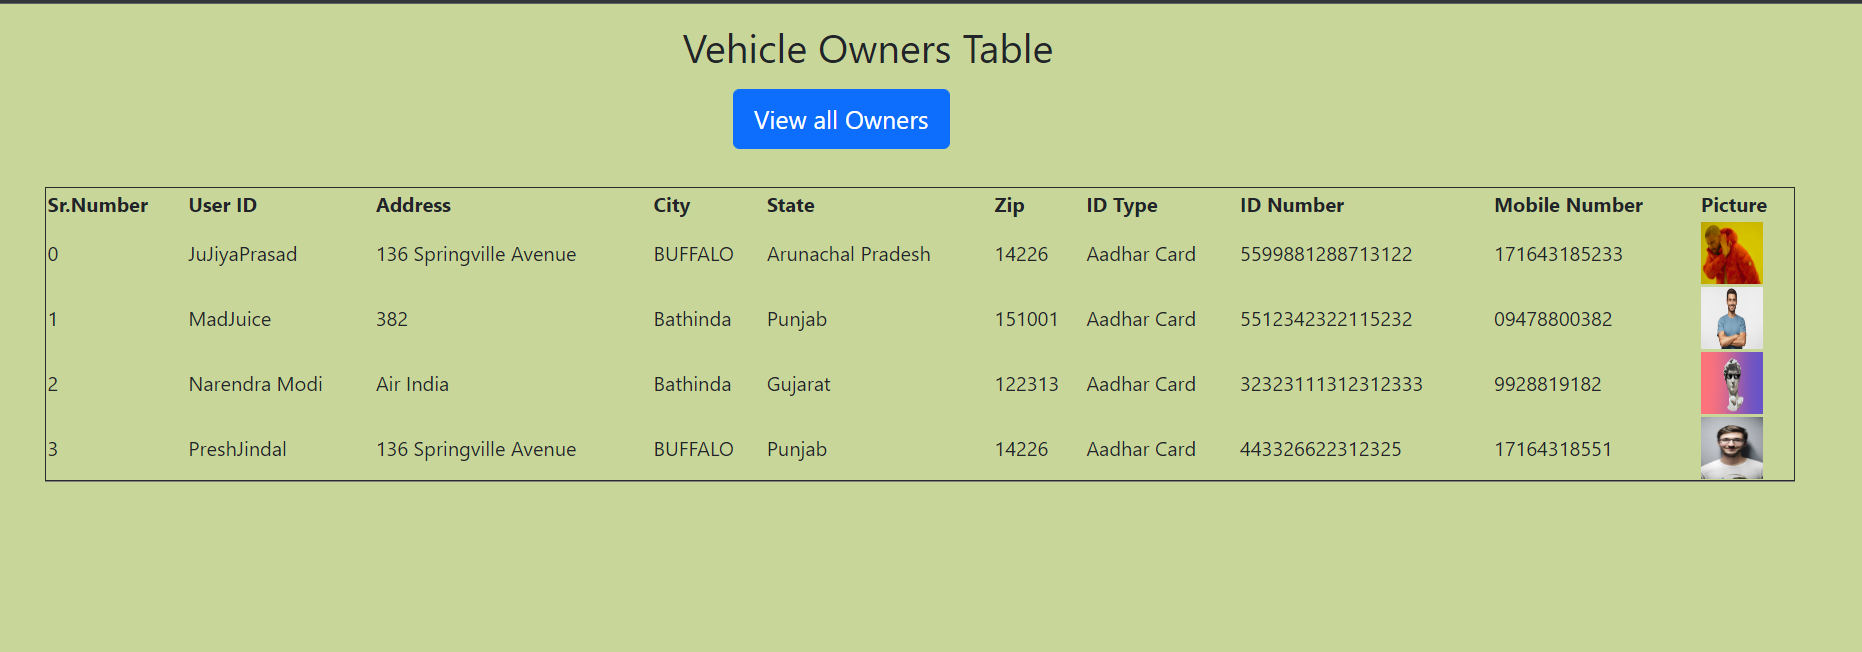 Vehicle Owners Table
View all Owners
Sr.Number User ID Address City State Zip ID Type ID Number Mobile Number Picture
0 JuJiyaPrasad 136 Springville Avenue BUFFALO Arunachal Pradesh 14226 Aadhar Card 5599881288713122 171643185233
1 MadJuice 382 Bathinda Punjab 151001 Aadhar Card 5512342322115232 09478800382
2 Narendra Modi Air India Bathinda Gujarat 122313 Aadhar Card 32323111312312333 9928819182
3 PreshJindal 136 Springville Avenue BUFFALO Punjab 14226 Aadhar Card 443326622312325 17164318551